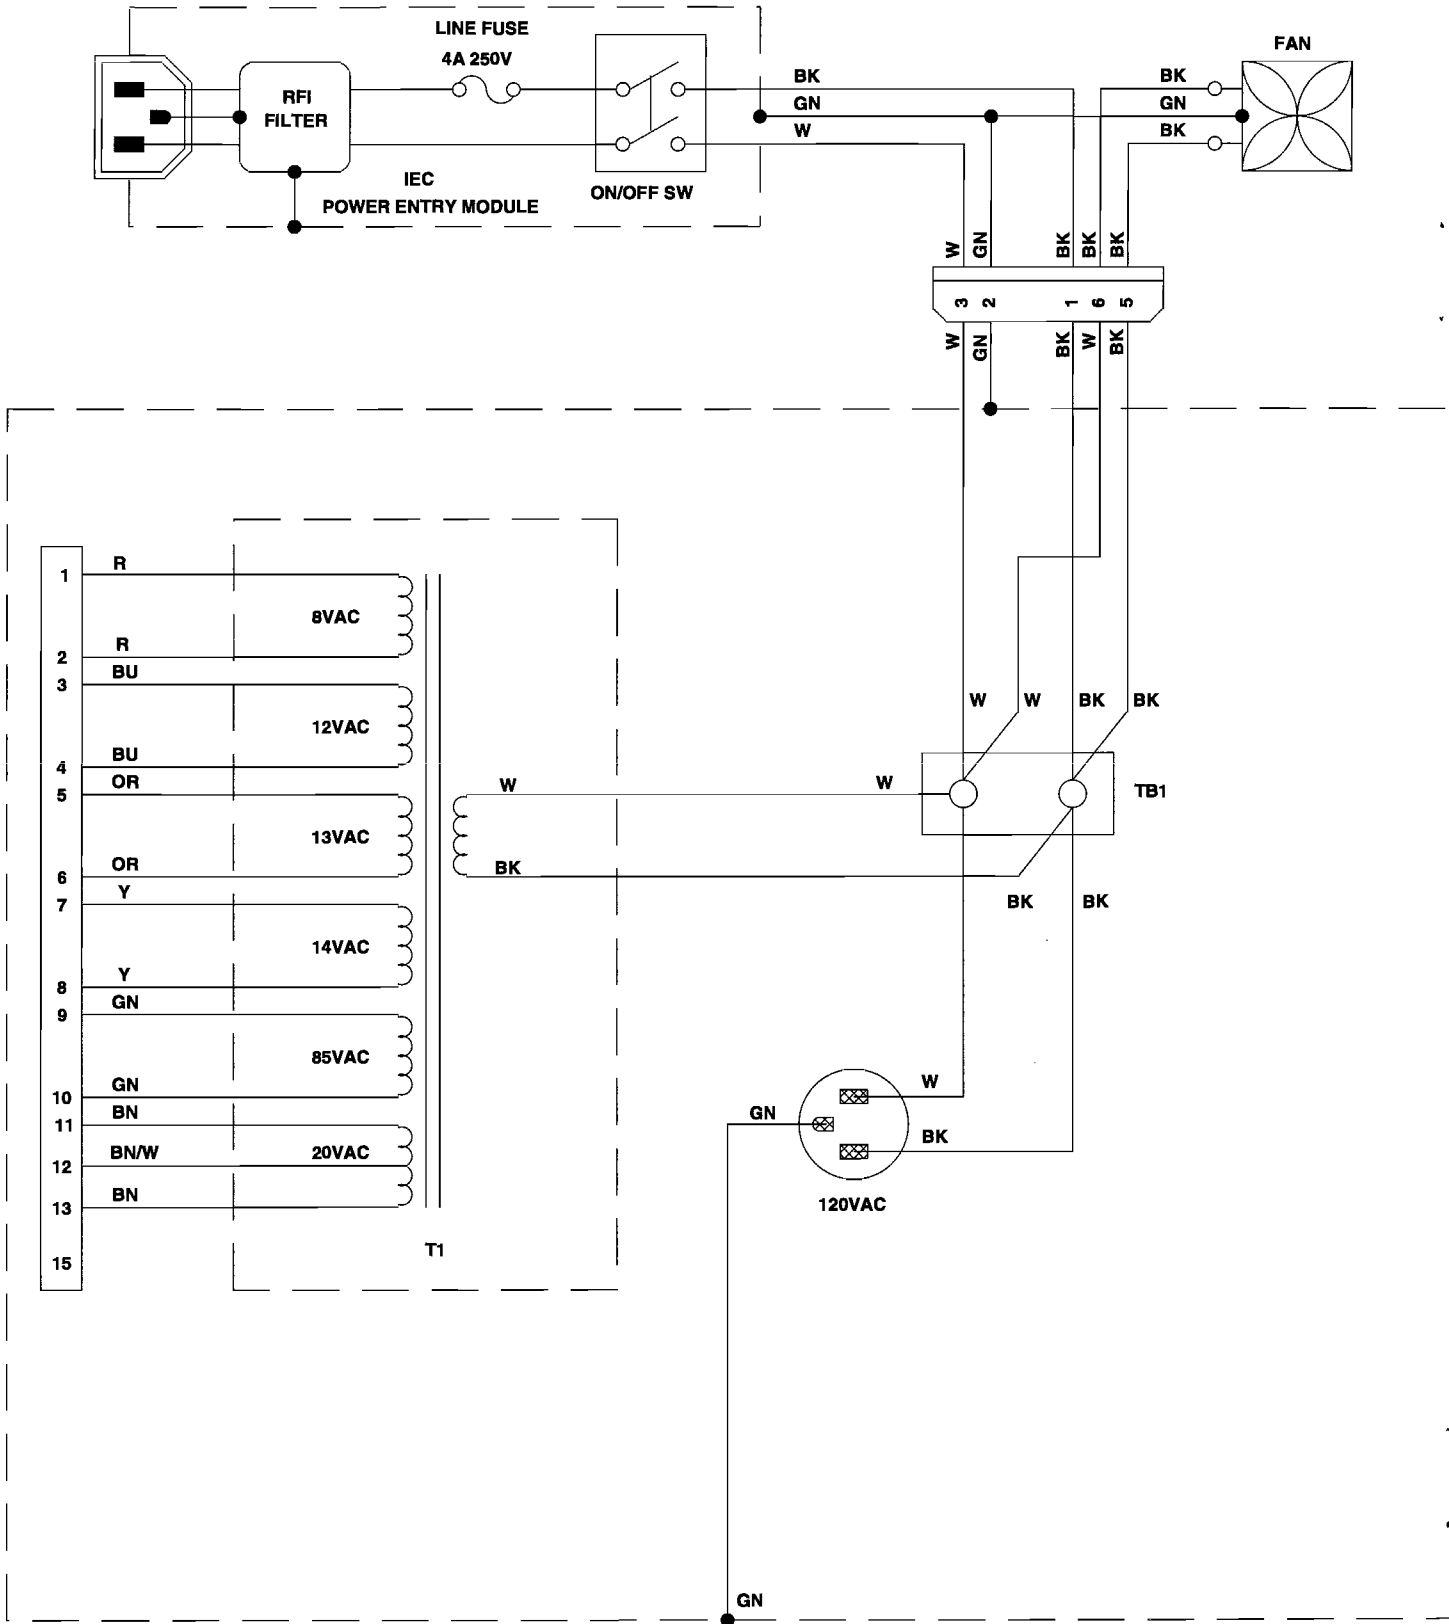 LINE FUSE
4A 250V
FAN
RFI
FILTER
BK
GN
W
BK
GN
BK
IEC
POWER ENTRY MODULE
ON/OFF SW
W
GN
BK
BK
BK
3
2
1
6
5
W
GN
BK
W
BK
1
R
8VAC
2
R
3
BU
12VAC
4
BU
5
OR
13VAC
6
OR
7
Y
14VAC
8
Y
9
GN
85VAC
10
GN
11
BN
12
BN/W
20VAC
13
BN
15
T1
W
BK
W
W
W
BK
BK
TB1
BK
BK
W
GN
BK
120VAC
GN